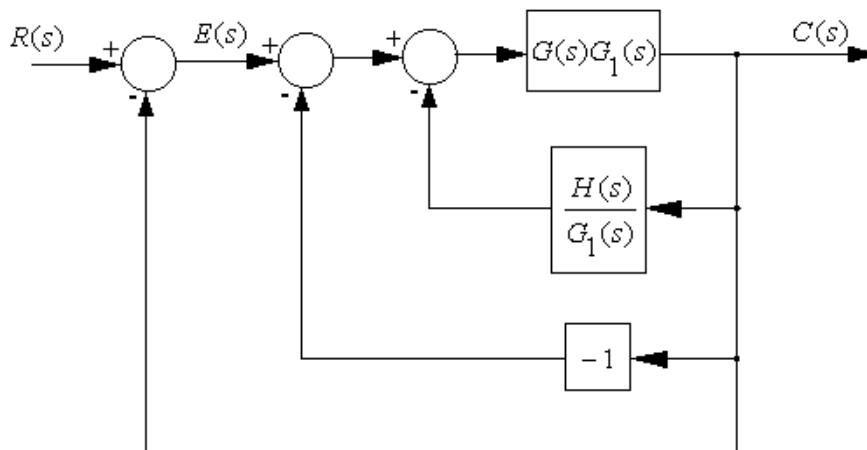 R(s)
+
-
E(s)
+
-
+
-
G(s)G₁(s)
C(s)
H(s)
G₁(s)
-1